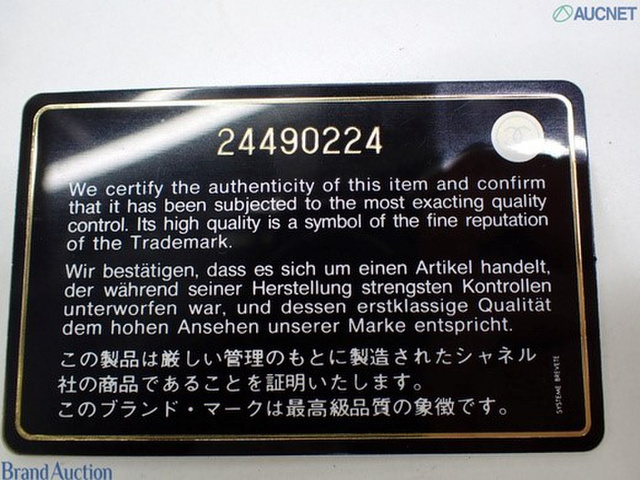 AUCNET
24490224
We certify the authenticity of this item and confirm
that it has been subjected to the most exacting quality
control. Its high quality is a symbol of the fine reputation
of the Trademark.
Wir bestätigen, dass es sich um einen Artikel handelt,
der während seiner Herstellung strengsten Kontrollen
unterworfen war, und dessen erstklassige Qualität
dem hohen Ansehen unserer Marke entspricht.
この製品は厳しい管理のもとに製造されたシャネル
社の商品であることを証明いたします。
このブランド・マークは最高級品質の象徴です。
SYSTEME BREVETE
Brand Auction